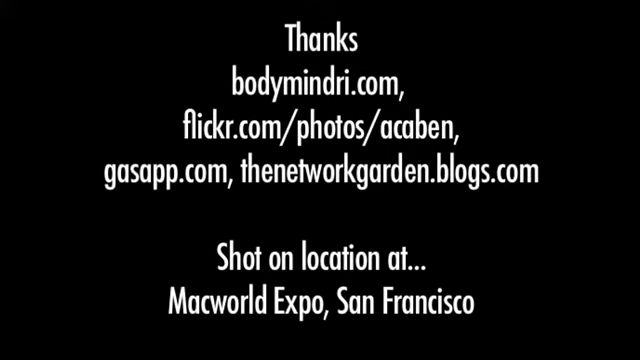 Thanks
bodymindri.com,
flickr.com/photos/acaben,
gasapp.com, thenetworkgarden.blogs.com
Shot on location at...
Macworld Expo, San Francisco